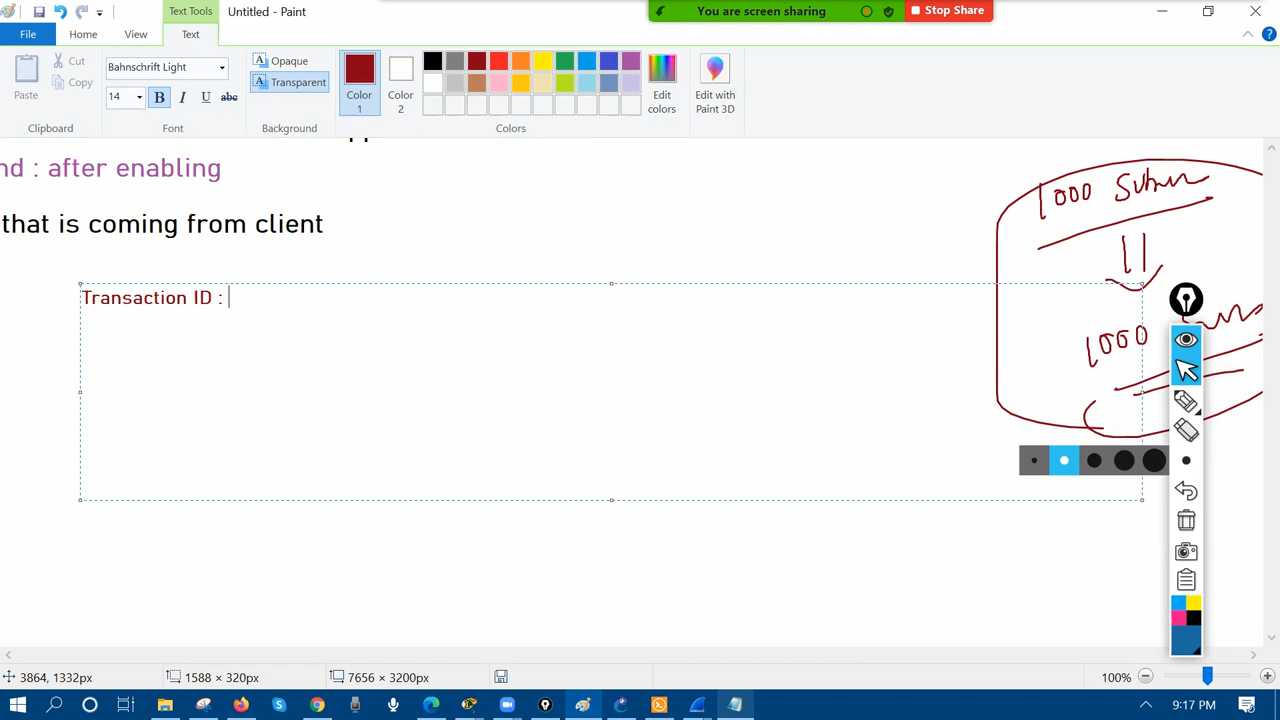 Text Tools
Untitled - Paint
You are screen sharing
Stop Share
File
Home
View
Text
Paste
Cut
Copy
Clipboard
Bahnschrift Light
14
B
I
U
abc
Font
Opaque
Transparent
Background
Color 1
Color 2
Edit colors
Colors
Edit with Paint 3D
nd : after enabling
that is coming from client
Transaction ID :
1000
1000
3864, 1332px
1588 × 320px
7656 × 3200px
100%
9:17 PM